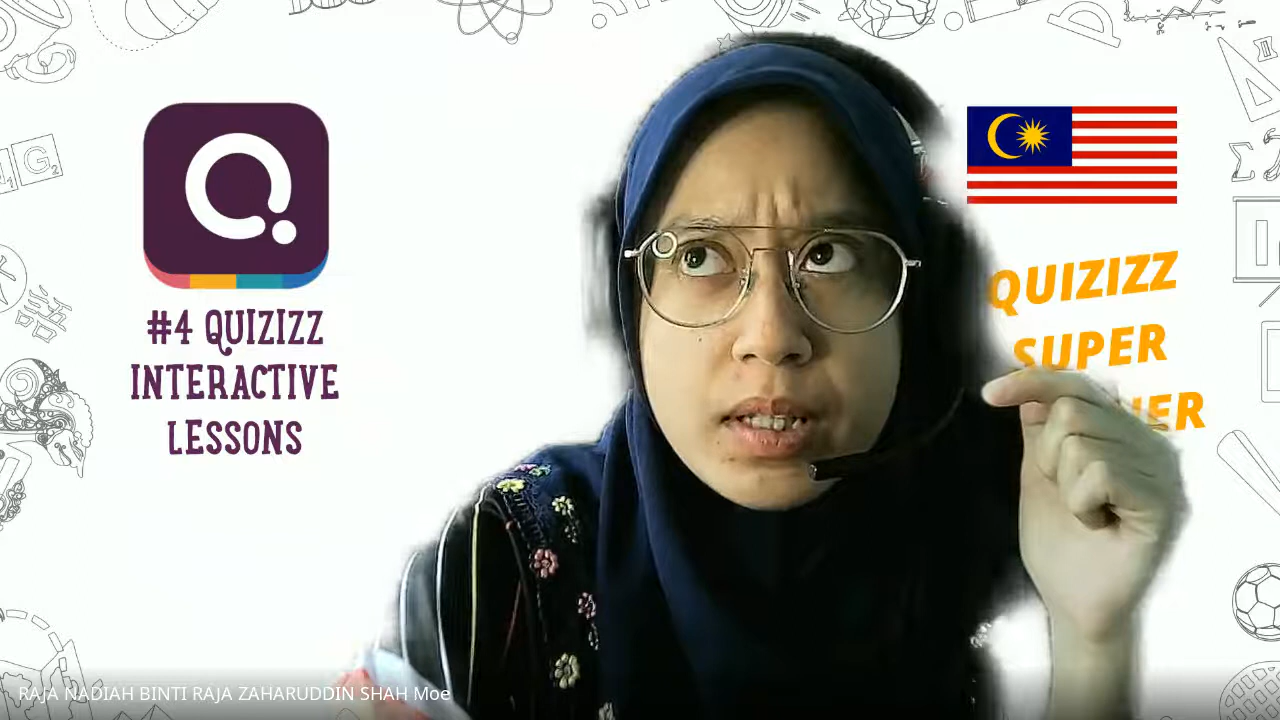 #4 QUIZIZZ
INTERACTIVE
LESSONS
QUIZIZZ
SUPER
RAJA NADIAH BINTI RAJA ZAHARUDDIN SHAH Moe